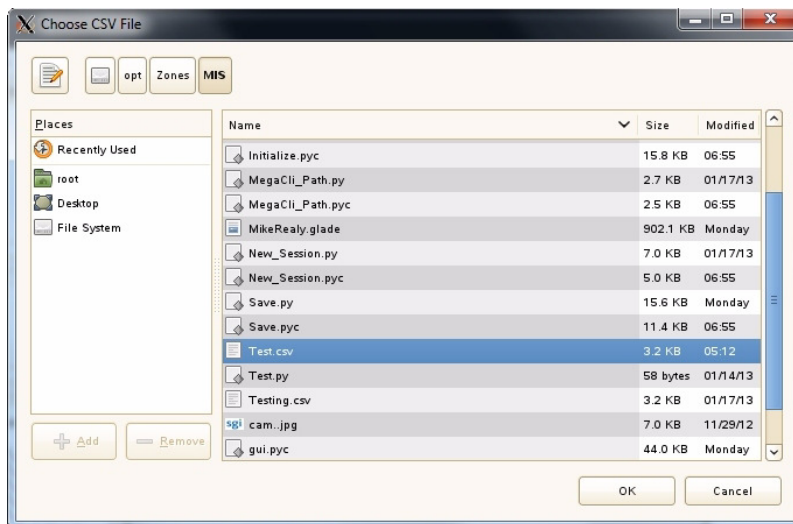 Choose CSV File
opt Zones MIS
Places
Recently Used
root
Desktop
File System
Add Remove
Name Size Modified
Initialize.pyc 15.8 KB 06:55
MegaCli_Path.py 2.7 KB 01/17/13
MegaCli_Path.pyc 2.5 KB 06:55
MikeRealy.glade 902.1 KB Monday
New_Session.py 7.0 KB 01/17/13
New_Session.pyc 5.0 KB 06:55
Save.py 15.6 KB Monday
Save.pyc 11.4 KB 06:55
Test.csv 3.2 KB 05:12
Test.py 58 bytes 01/14/13
Testing.csv 3.2 KB 01/17/13
sgi cam..jpg 7.0 KB 11/29/12
gui.pyc 44.0 KB Monday
OK Cancel